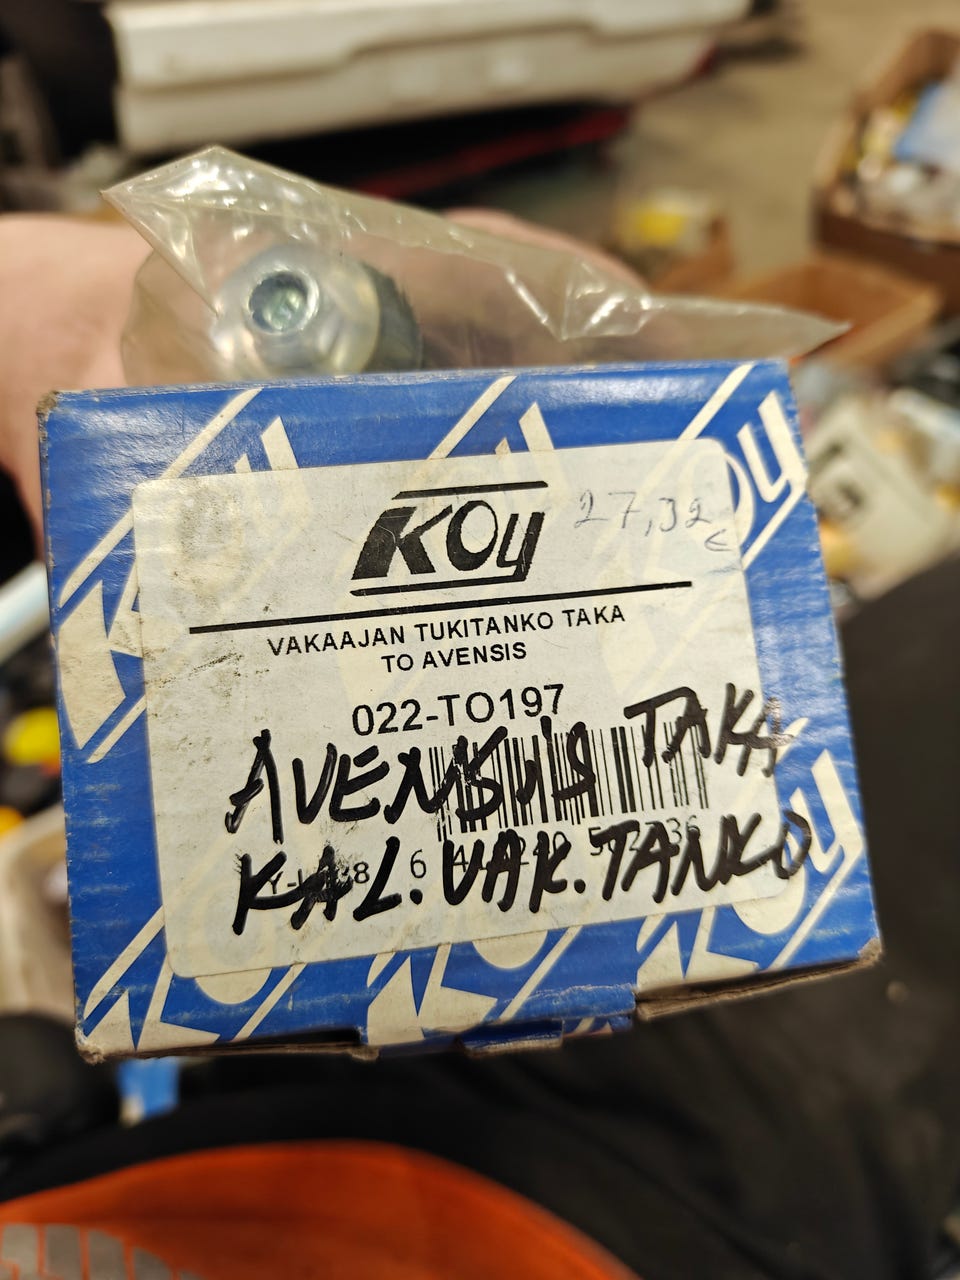 KOy
27,32 €
VAKAAJAN TUKITANKO TAKA
TO AVENSIS
022-TO197
AVENSIS TAKA
KAL. VAK. TANKO